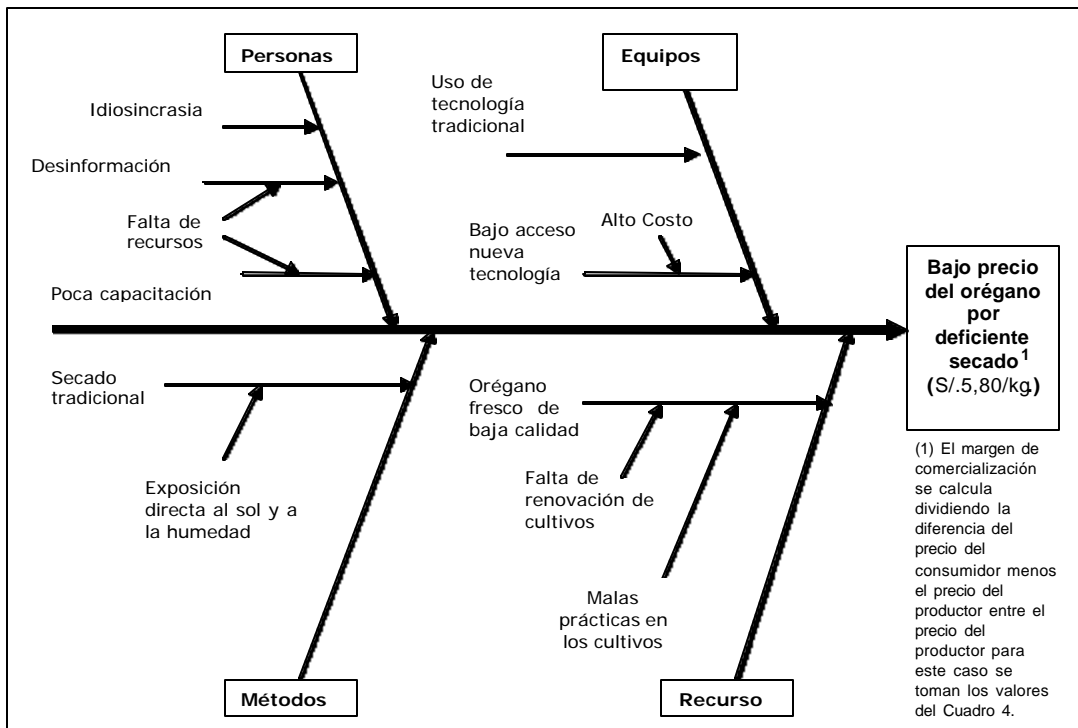 Personas
Equipos
Idiosincrasia
Desinformación
Falta de
recursos
Poca capacitación
Uso de
tecnología
tradicional
Bajo acceso
nueva
tecnología
Alto Costo
Bajo precio
del orégano
por
deficiente
secado1
(S/.5,80/kg.)
Secado
tradicional
Exposición
directa al sol y a
la humedad
Orégano
fresco de
baja calidad
Falta de
renovación de
cultivos
Malas
prácticas en
los cultivos
(1) El margen de
comercialización
se calcula
dividiendo la
diferencia del
precio del
consumidor menos
el precio del
productor entre el
precio del
productor para
este caso se
toman los valores
del Cuadro 4.
Métodos
Recurso